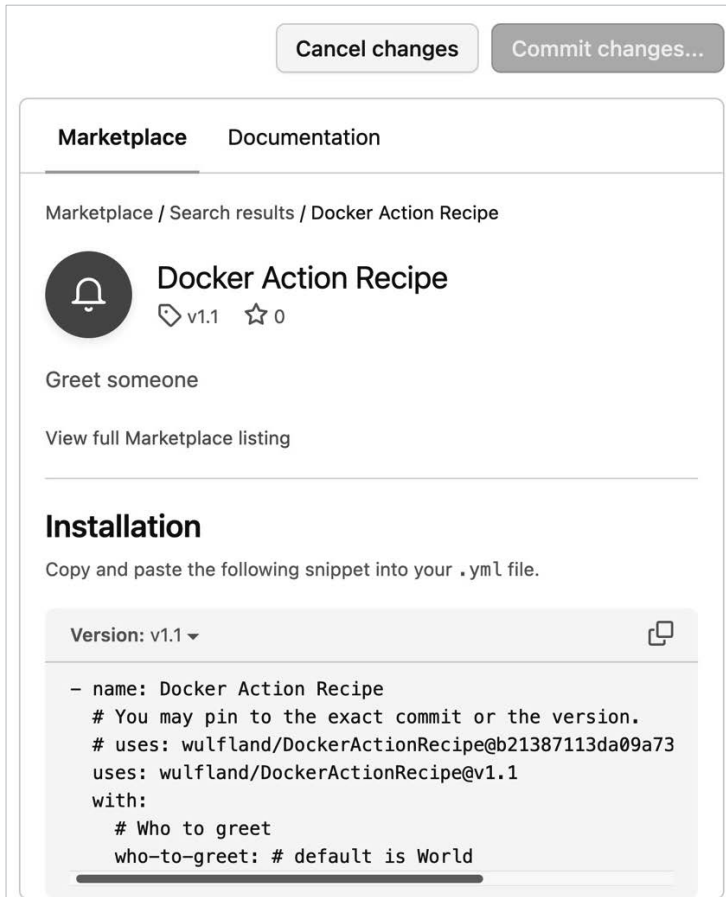 Cancel changes
Commit changes...
Marketplace
Documentation
Marketplace / Search results / Docker Action Recipe
Docker Action Recipe
v1.1 0
Greet someone
View full Marketplace listing
Installation
Copy and paste the following snippet into your .yml file.
Version: v1.1
- name: Docker Action Recipe
# You may pin to the exact commit or the version.
# uses: wulfland/DockerActionRecipe@b21387113da09a73
uses: wulfland/DockerActionRecipe@v1.1
with:
# Who to greet
who-to-greet: # default is World